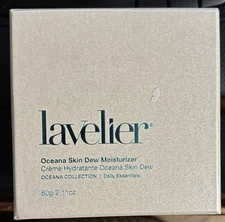 lavelier®
Oceana Skin Dew Moisturizer
Crème Hydratante Oceana Skin Dew
OCEANA COLLECTION | Daily Essentials
60g/2.11oz